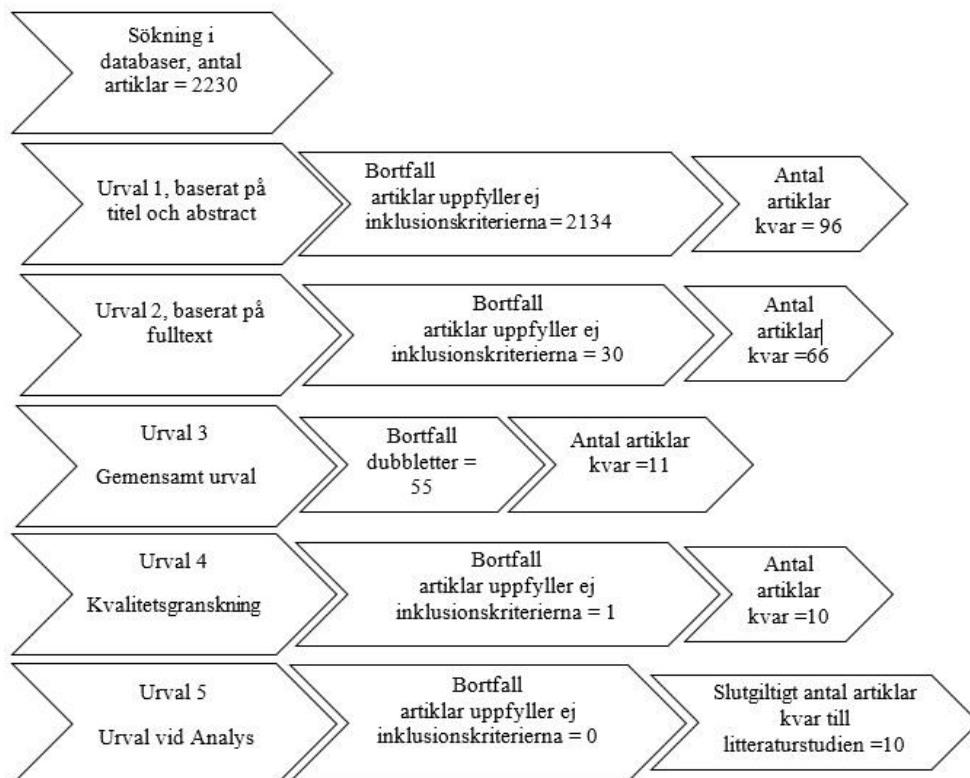 Sökning i
databaser, antal
artiklar = 2230
Urval 1, baserat på
titel och abstract
Bortfall
artiklar uppfyller ej
inklusionskriterierna = 2134
Antal
artiklar
kvar = 96
Urval 2, baserat på
fulltext
Bortfall
artiklar uppfyller ej
inklusionskriterierna = 30
Antal
artiklar
kvar =66
Urval 3
Gemensamt urval
Bortfall
dubbletter =
55
Antal artiklar
kvar =11
Urval 4
Kvalitetsgranskning
Bortfall
artiklar uppfyller ej
inklusionskriterierna = 1
Antal
artiklar
kvar =10
Urval 5
Urval vid Analys
Bortfall
artiklar uppfyller ej
inklusionskriterierna = 0
Slutgiltigt antal artiklar
kvar till
litteraturstudien =10